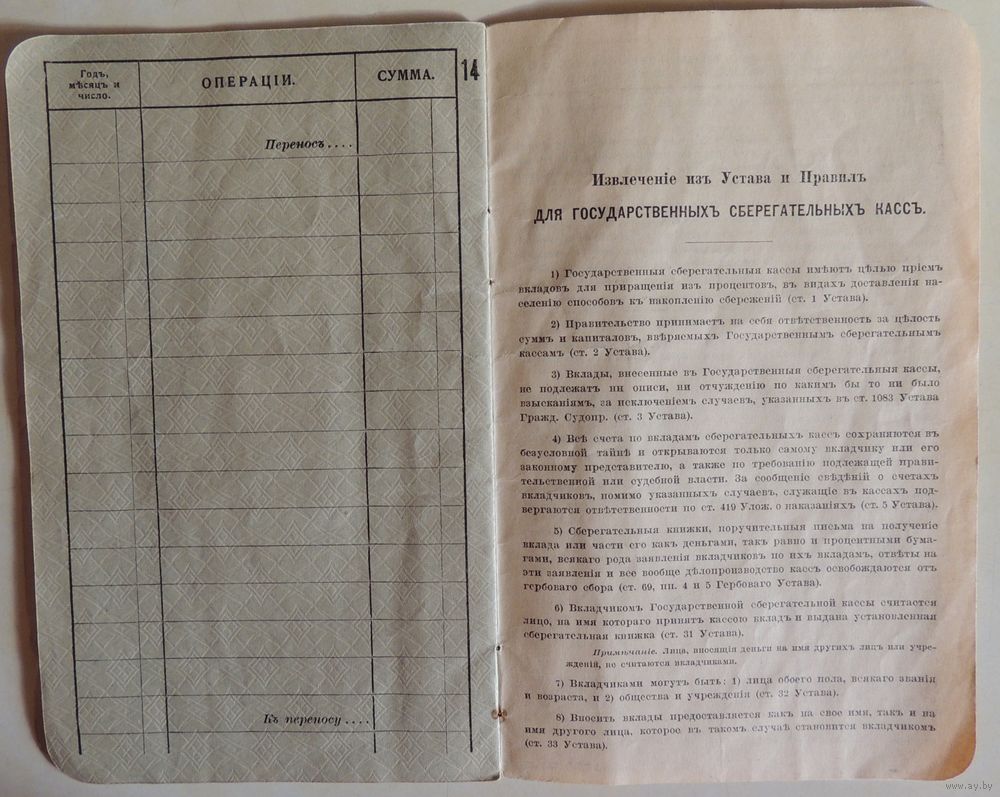 Годъ,
мѣсяцъ и
число.
ОПЕРАЦІИ.
СУММА.
14
Переносъ....
Къ переносу....
Извлеченіе изъ Устава и Правилъ
ДЛЯ ГОСУДАРСТВЕННЫХЪ СБЕРЕГАТЕЛЬНЫХЪ КАССЪ.
1) Государственныя сберегательныя кассы имѣютъ цѣлью пріемъ
вкладовъ для приращенія изъ процентовъ, въ видахъ доставленія на-
селенію способовъ къ накопленію сбереженій (ст. 1 Устава).
2) Правительство принимаетъ на себя отвѣтственность за цѣлость
суммъ и капиталовъ, ввѣряемыхъ Государственнымъ сберегательнымъ
кассамъ (ст. 2 Устава).
3) Вклады, внесенные въ Государственныя сберегательныя кассы,
не подлежатъ ни описи, ни отчужденію по какимъ бы то ни было
взысканіямъ, за исключеніемъ случаевъ, указанныхъ въ ст. 1083 Устава
Гражд. Судопр. (ст. 3 Устава).
4) Всѣ счета по вкладамъ сберегательныхъ кассъ сохраняются въ
безусловной тайнѣ и открываются только самому вкладчику или его
законному представителю, а также по требованію подлежащей прави-
тельственной или судебной власти. За сообщеніе свѣдѣній о счетахъ
вкладчиковъ, помимо указанныхъ случаевъ, служащіе въ кассахъ под-
вергаются отвѣтственности по ст. 419 Улож. о наказаніяхъ (ст. 5 Устава).
5) Сберегательныя книжки, поручительныя письма на полученіе
вклада или части его какъ деньгами, такъ равно и процентными бума-
гами, всякаго рода заявленія вкладчиковъ по ихъ вкладамъ, отвѣты на
эти заявленія и все вообще дѣлопроизводство кассъ освобождаются отъ
гербоваго сбора (ст. 69, пп. 4 и 5 Гербоваго Устава).
6) Вкладчикомъ Государственной сберегательной кассы считается
лицо, на имя котораго принятъ кассою вкладъ и выдана установленная
сберегательная книжка (ст. 31 Устава).
Примѣчаніе. Лица, вносящія деньги на имя другихъ лицъ или учре-
жденій, не считаются вкладчиками.
7) Вкладчиками могутъ быть: 1) лица обоего пола, всякаго званія
и возраста, и 2) общества и учрежденія (ст. 32 Устава).
8) Вносить вклады предоставляется какъ на свое имя, такъ и на
имя другого лица, которое въ такомъ случаѣ становится вкладчикомъ
(ст. 33 Устава).
www.ay.by